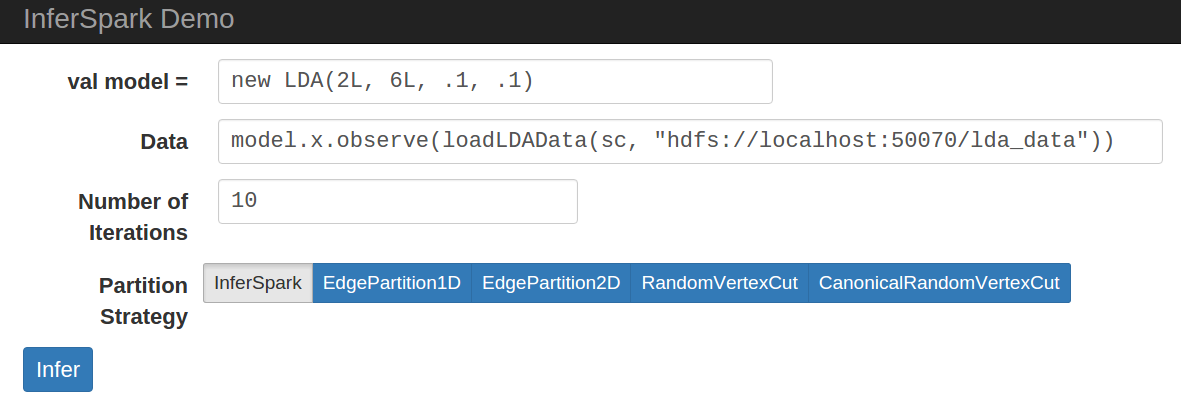 InferSpark Demo
val model = new LDA(2L, 6L, .1, .1)
Data model.x.observe(loadLDAData(sc, "hdfs://localhost:50070/lda_data"))
Number of Iterations 10
Partition Strategy InferSpark EdgePartition1D EdgePartition2D RandomVertexCut CanonicalRandomVertexCut
Infer